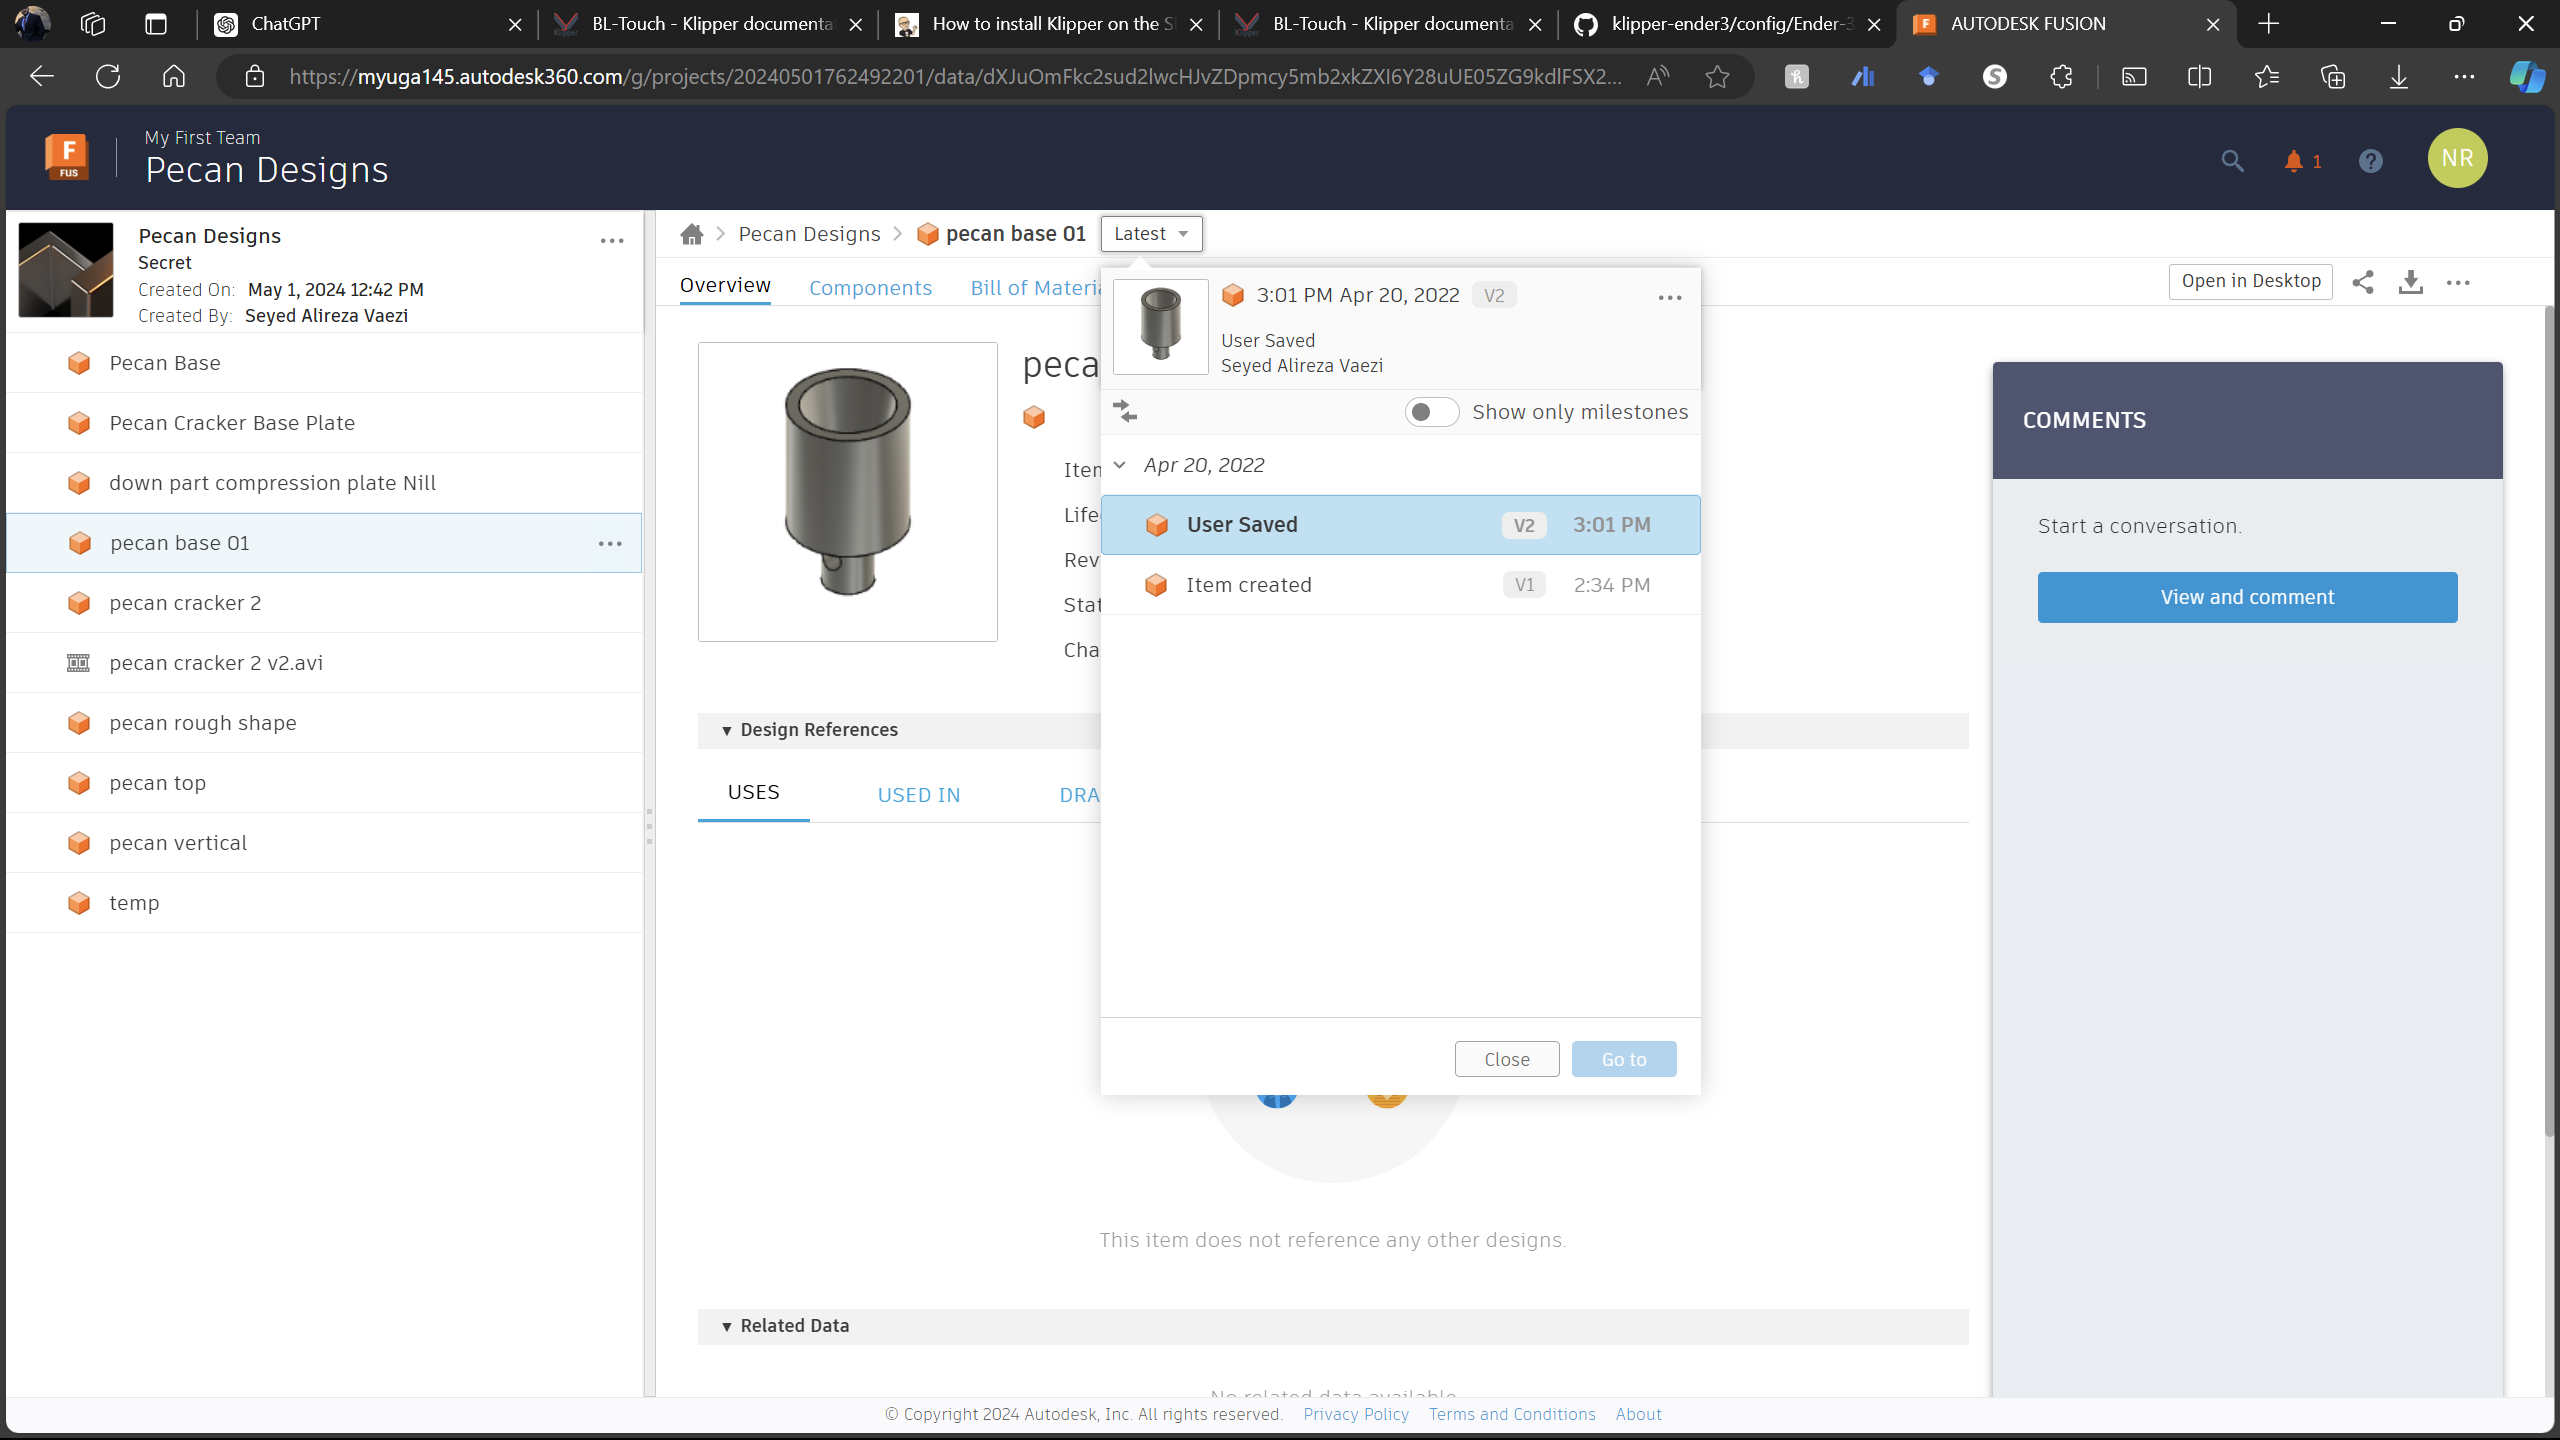 ChatGPT
BL-Touch - Klipper documenta
How to install Klipper on the S
BL-Touch - Klipper documenta
klipper-ender3/config/Ender-3
AUTODESK FUSION
https://myuga145.autodesk360.com/g/projects/20240501762492201/data/dXJuOmFkc2sud2lwcHJvZDpmcy5mb2xkZXI6Y28uUE05ZG9kdlFSX2...
FUS
My First Team
Pecan Designs
1
NR
Pecan Designs
Secret
Created On: May 1, 2024 12:42 PM
Created By: Seyed Alireza Vaezi
Pecan Base
Pecan Cracker Base Plate
down part compression plate Nill
pecan base 01
pecan cracker 2
pecan cracker 2 v2.avi
pecan rough shape
pecan top
pecan vertical
temp
Pecan Designs
pecan base 01
Latest
Overview
Components
Bill of Materia
Open in Desktop
peca
Iten
Life
Rev
Stat
Cha
3:01 PM Apr 20, 2022 V2
User Saved
Seyed Alireza Vaezi
Show only milestones
Apr 20, 2022
User Saved V2 3:01 PM
Item created V1 2:34 PM
Close
Go to
Design References
USES
USED IN
DRA
This item does not reference any other designs.
Related Data
No related data available
COMMENTS
Start a conversation.
View and comment
© Copyright 2024 Autodesk, Inc. All rights reserved. Privacy Policy Terms and Conditions About